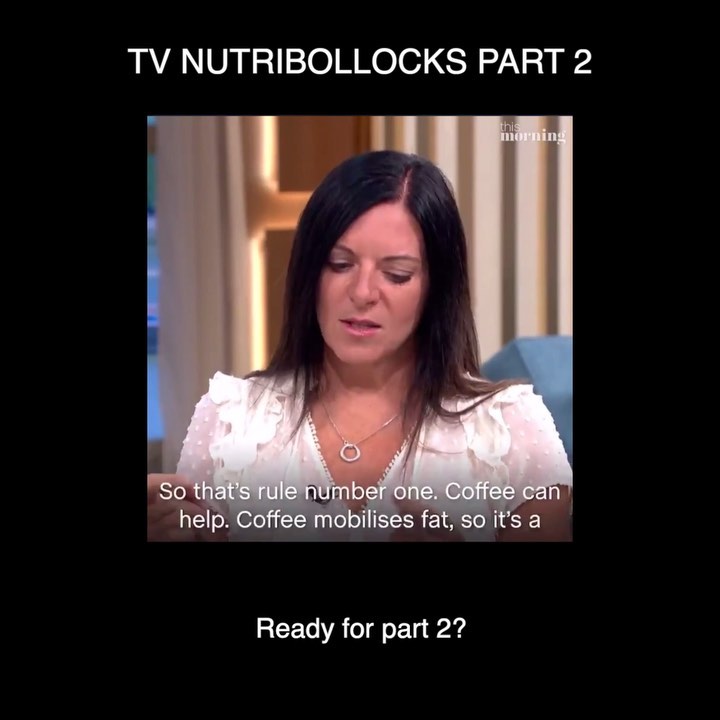 TV NUTRIBOLLOCKS PART 2
this
morning
So that's rule number one. Coffee can
help. Coffee mobilises fat, so it's a
Ready for part 2?